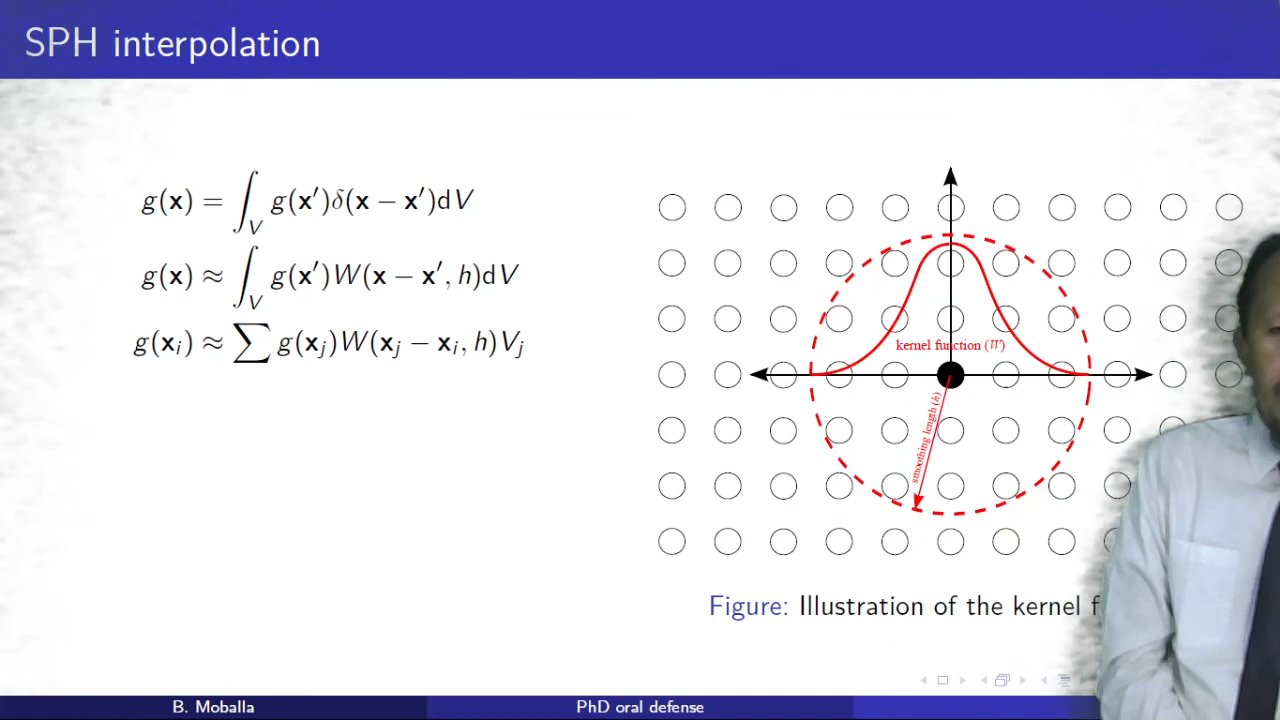 SPH interpolation
g(x) = ∫_V g(x′)δ(x − x′)dV
g(x) ≈ ∫_V g(x′)W(x − x′, h)dV
g(x_i) ≈ ∑ g(x_j)W(x_j − x_i, h)V_j
kernel function (W)
smoothing length (h)
Figure: Illustration of the kernel
B. Moballa
PhD oral defense